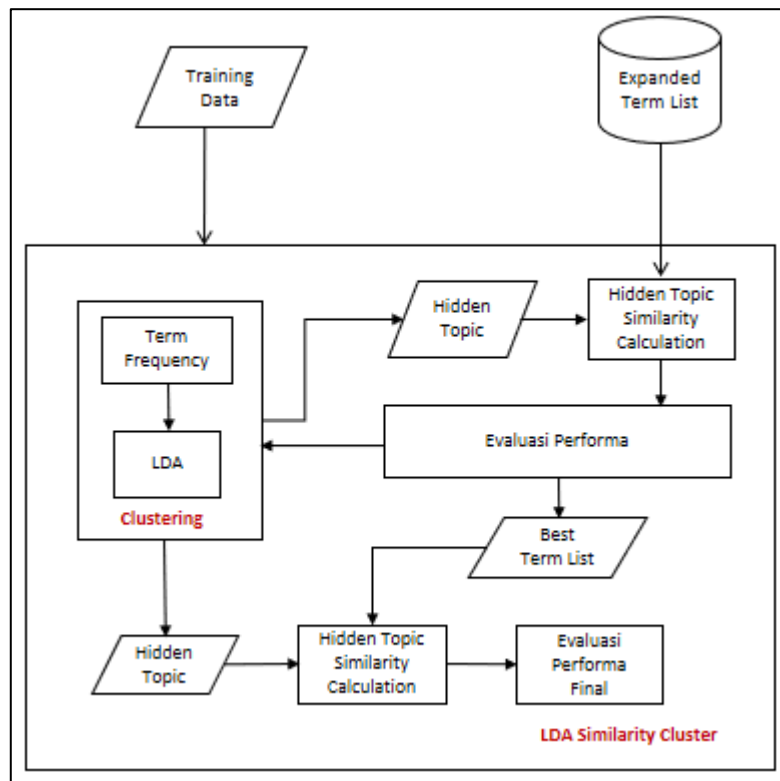 Training
Data
Expanded
Term List
Term
Frequency
LDA
Clustering
Hidden
Topic
Hidden Topic
Similarity
Calculation
Evaluasi Performa
Best
Term List
Hidden
Topic
Hidden Topic
Similarity
Calculation
Evaluasi
Performa
Final
LDA Similarity Cluster